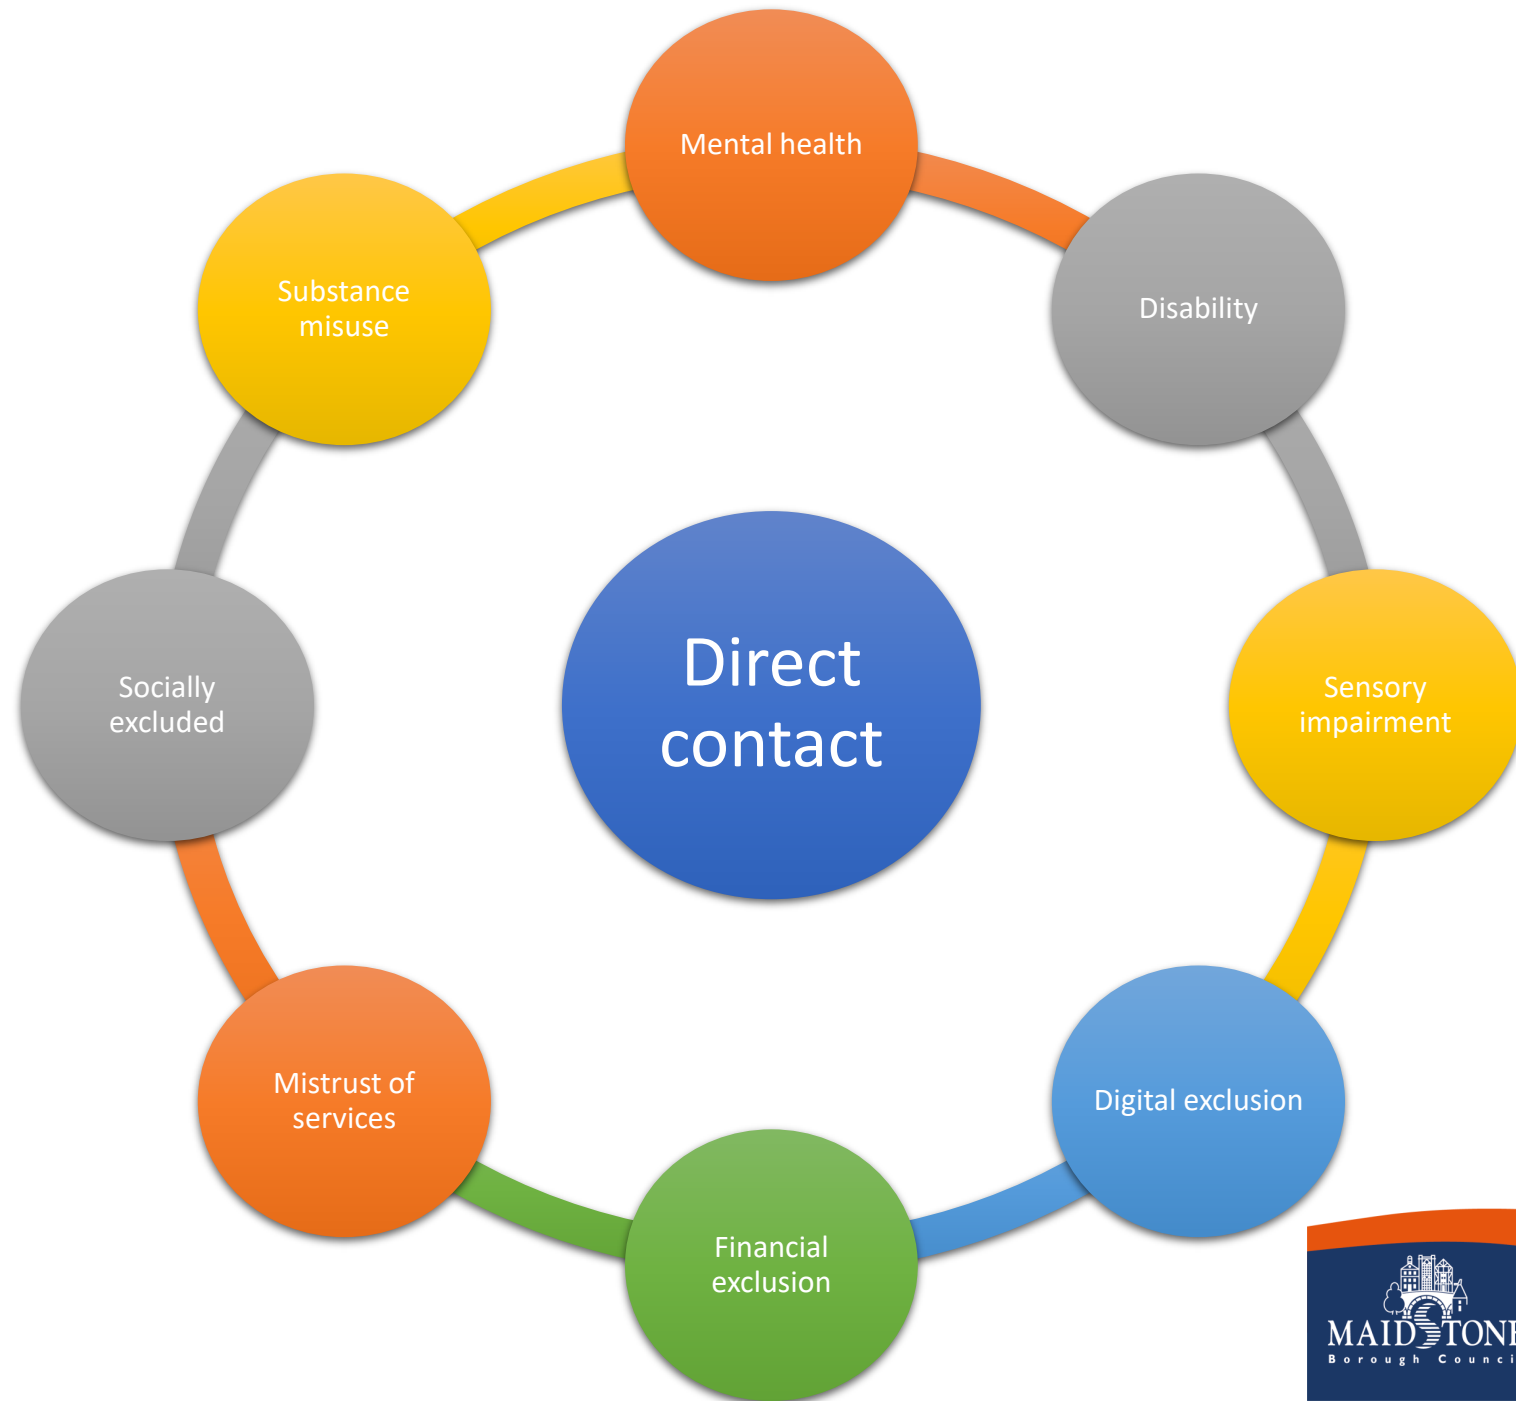 Mental health
Disability
Sensory
impairment
Digital exclusion
Financial
exclusion
Mistrust of
services
Socially
excluded
Substance
misuse
Direct
contact
MAIDSTONE
Borough Counci